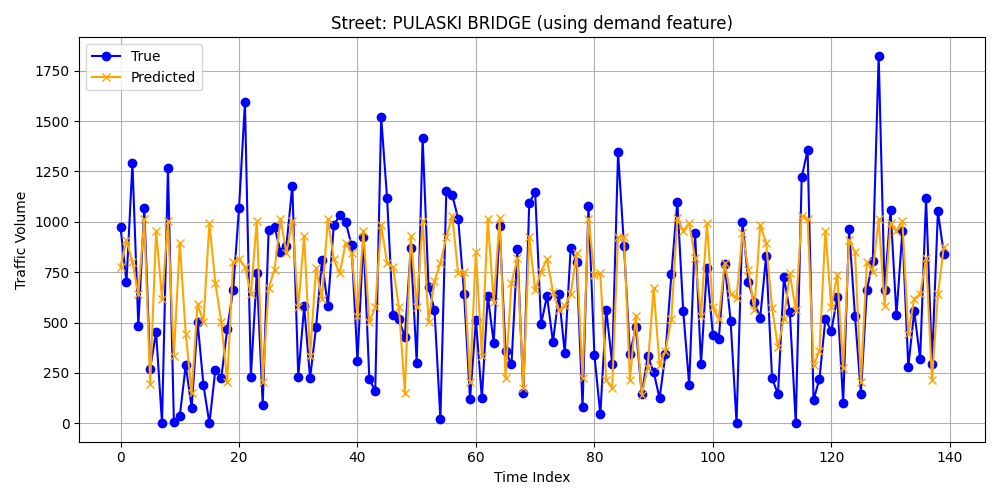 Street: PULASKI BRIDGE (using demand feature)
True
Predicted
Traffic Volume
1750
1500
1250
1000
750
500
250
0
0 20 40 60 80 100 120 140
Time Index